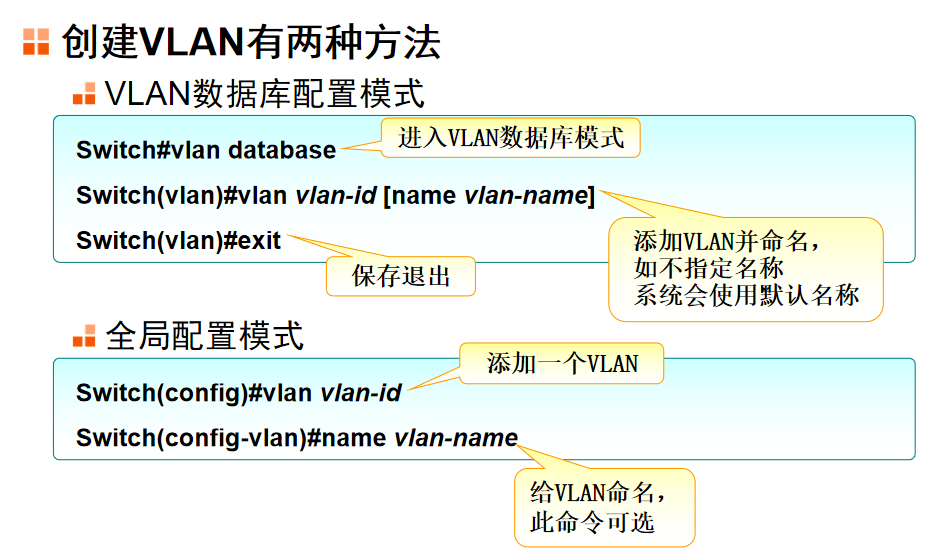 创建VLAN有两种方法
VLAN数据库配置模式
Switch#vlan database
进入VLAN数据库模式
Switch(vlan)#vlan vlan-id [name vlan-name]
添加VLAN并命名，
如不指定名称
系统会使用默认名称
Switch(vlan)#exit
保存退出
全局配置模式
添加一个VLAN
Switch(config)#vlan vlan-id
Switch(config-vlan)#name vlan-name
给VLAN命名，
此命令可选